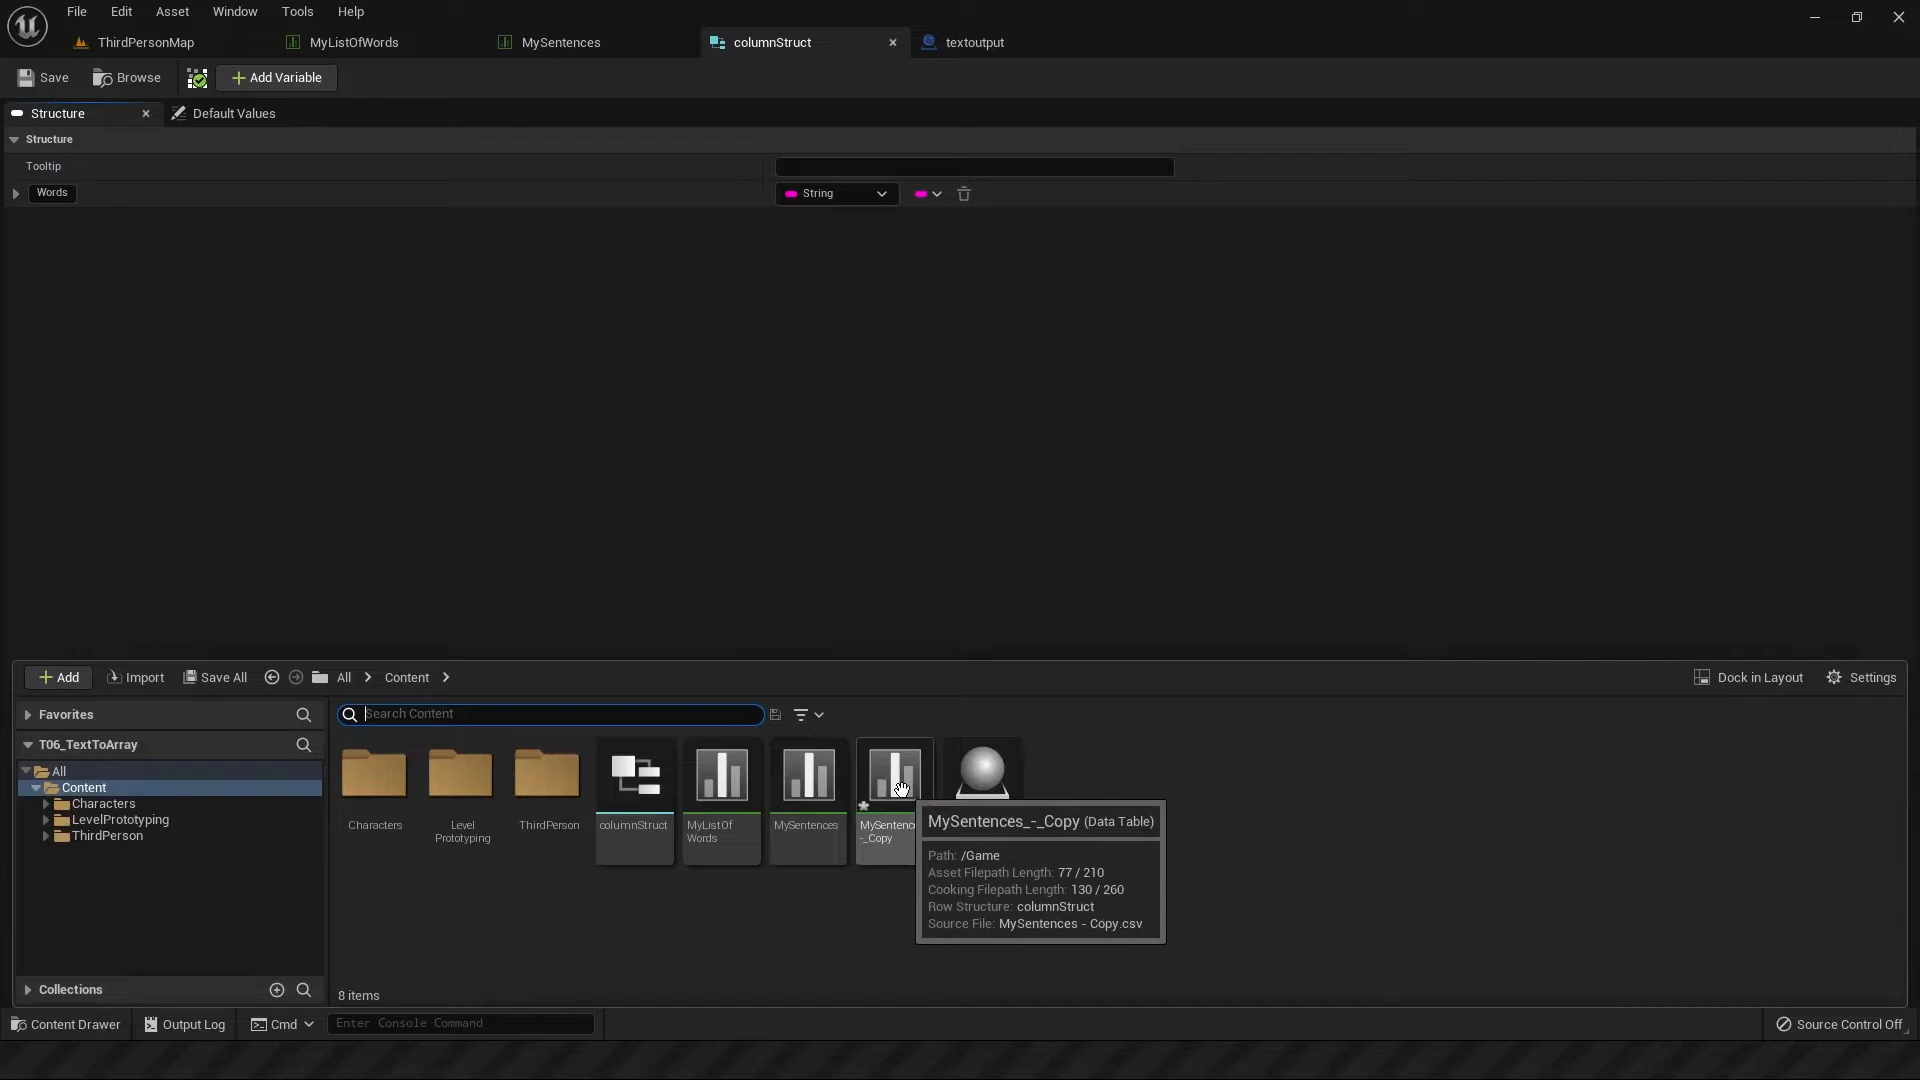 File Edit Asset Window Tools Help
ThirdPersonMap MyListOfWords MySentences columnStruct textoutput
Save Browse Add Variable
Structure Default Values
Structure
Tooltip
Words String
Add Import Save All All Content Dock in Layout Settings
Favorites Search Content
T06_TextToArray
All
Content
Characters
LevelPrototyping
ThirdPerson
Characters
Level
Prototyping
ThirdPerson
columnStruct
MyListOf
Words
MySentences
MySentenc
-_Copy
MySentences_-_Copy (Data Table)
Path: /Game
Asset Filepath Length: 77 / 210
Cooking Filepath Length: 130 / 260
Row Structure: columnStruct
Source File: MySentences - Copy.csv
Collections 8 items
Content Drawer Output Log Cmd Enter Console Command Source Control Off